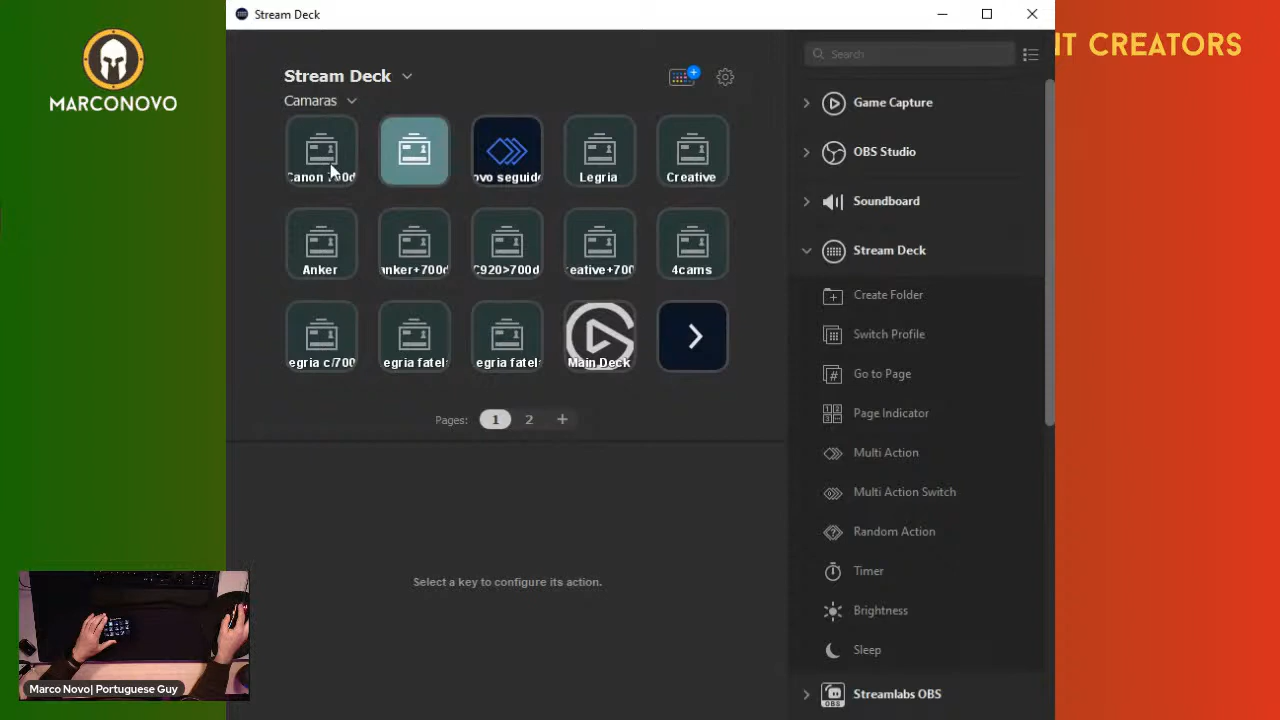 MARCONOVO
Stream Deck
NT CREATORS
Stream Deck
Camaras
Canon 700d
ovo seguido
Legria
Creative
Anker
anker+700d
C920>700d
eative+700
4cams
egria c/700
egria fatel
egria fatel
Main Deck
Pages: 1 2 +
Select a key to configure its action.
Search
Game Capture
OBS Studio
Soundboard
Stream Deck
Create Folder
Switch Profile
Go to Page
Page Indicator
Multi Action
Multi Action Switch
Random Action
Timer
Brightness
Sleep
OBS
Streamlabs OBS
Marco Novo| Portuguese Guy